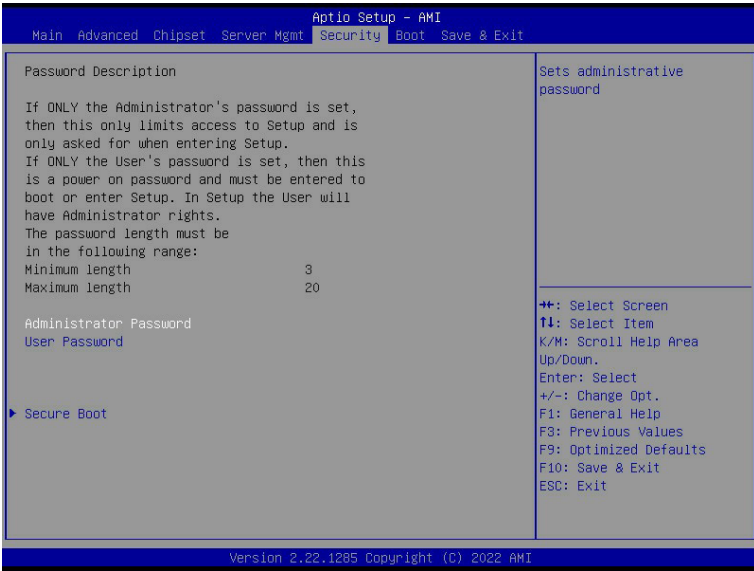 Aptio Setup – AMI
Main Advanced Chipset Server Mgmt Security Boot Save & Exit
Password Description
If ONLY the Administrator's password is set,
then this only limits access to Setup and is
only asked for when entering Setup.
If ONLY the User's password is set, then this
is a power on password and must be entered to
boot or enter Setup. In Setup the User will
have Administrator rights.
The password length must be
in the following range:
Minimum length 3
Maximum length 20
Administrator Password
User Password
Secure Boot
Sets administrative
password
→←: Select Screen
↑↓: Select Item
K/M: Scroll Help Area
Up/Down.
Enter: Select
+/-: Change Opt.
F1: General Help
F3: Previous Values
F9: Optimized Defaults
F10: Save & Exit
ESC: Exit
Version 2.22.1285 Copyright (C) 2022 AMI